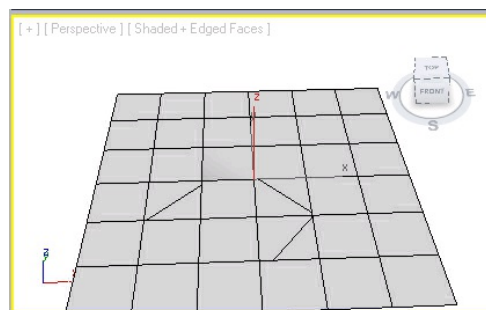 [ + ] [ Perspective ] [ Shaded + Edged Faces ]
TOP
FRONT
W
E
S
Z
X
z